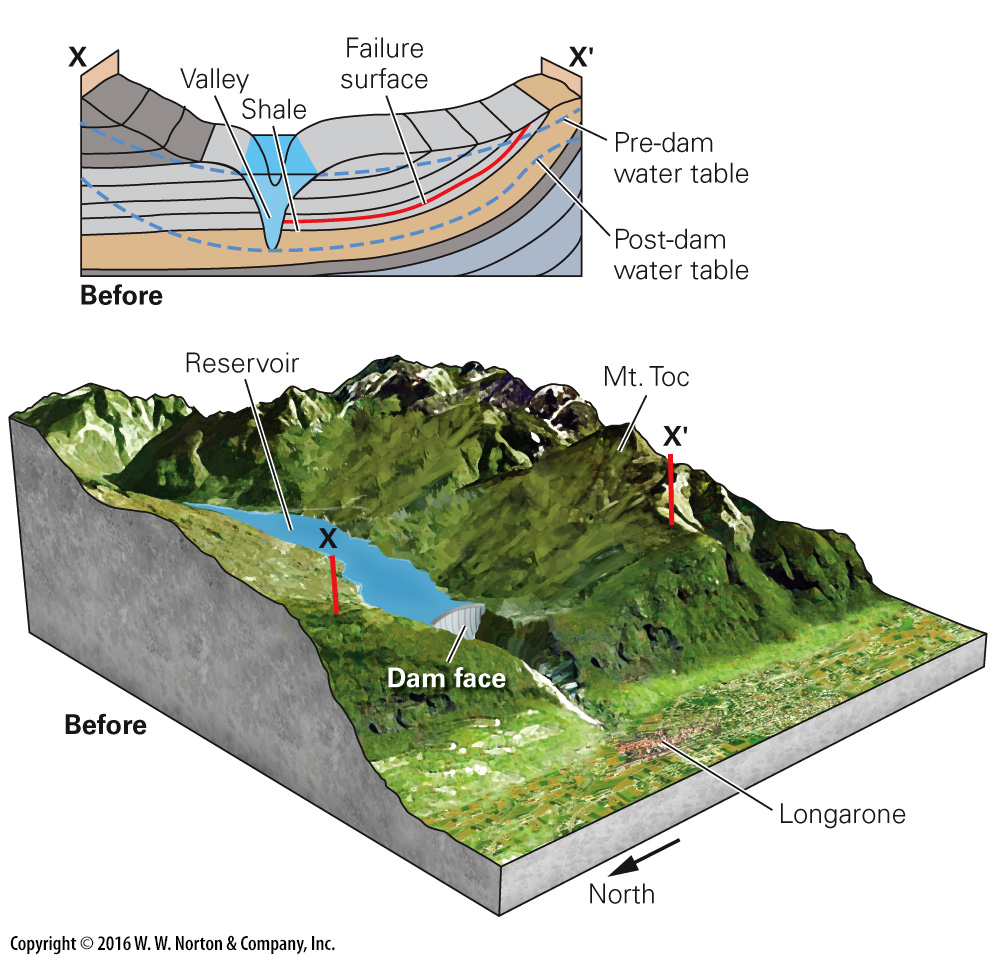 X
Failure
surface
X'
Valley
Shale
Pre-dam
water table
Post-dam
water table
Before
Reservoir
Mt. Toc
X'
X
Dam face
Before
Longarone
North
Copyright © 2016 W. W. Norton & Company, Inc.